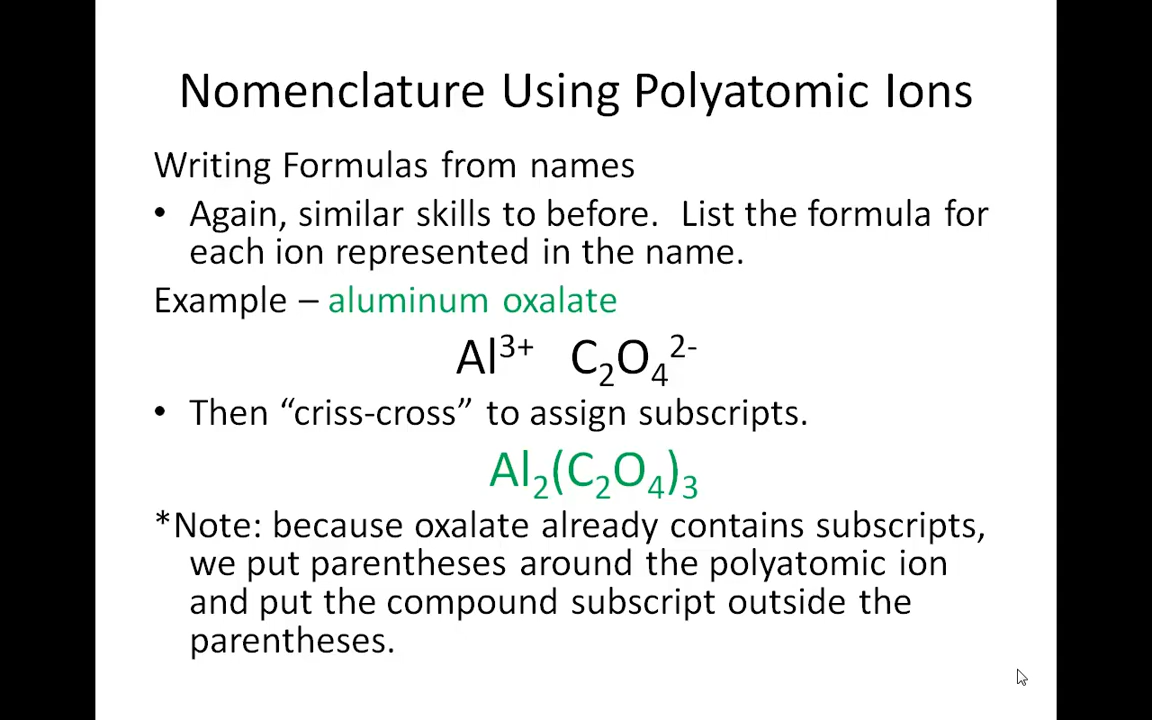 Nomenclature Using Polyatomic Ions
Writing Formulas from names
• Again, similar skills to before.  List the formula for
each ion represented in the name.
Example – aluminum oxalate
Al³⁺   C₂O₄²⁻
• Then “criss-cross” to assign subscripts.
Al₂(C₂O₄)₃
*Note: because oxalate already contains subscripts,
we put parentheses around the polyatomic ion
and put the compound subscript outside the
parentheses.